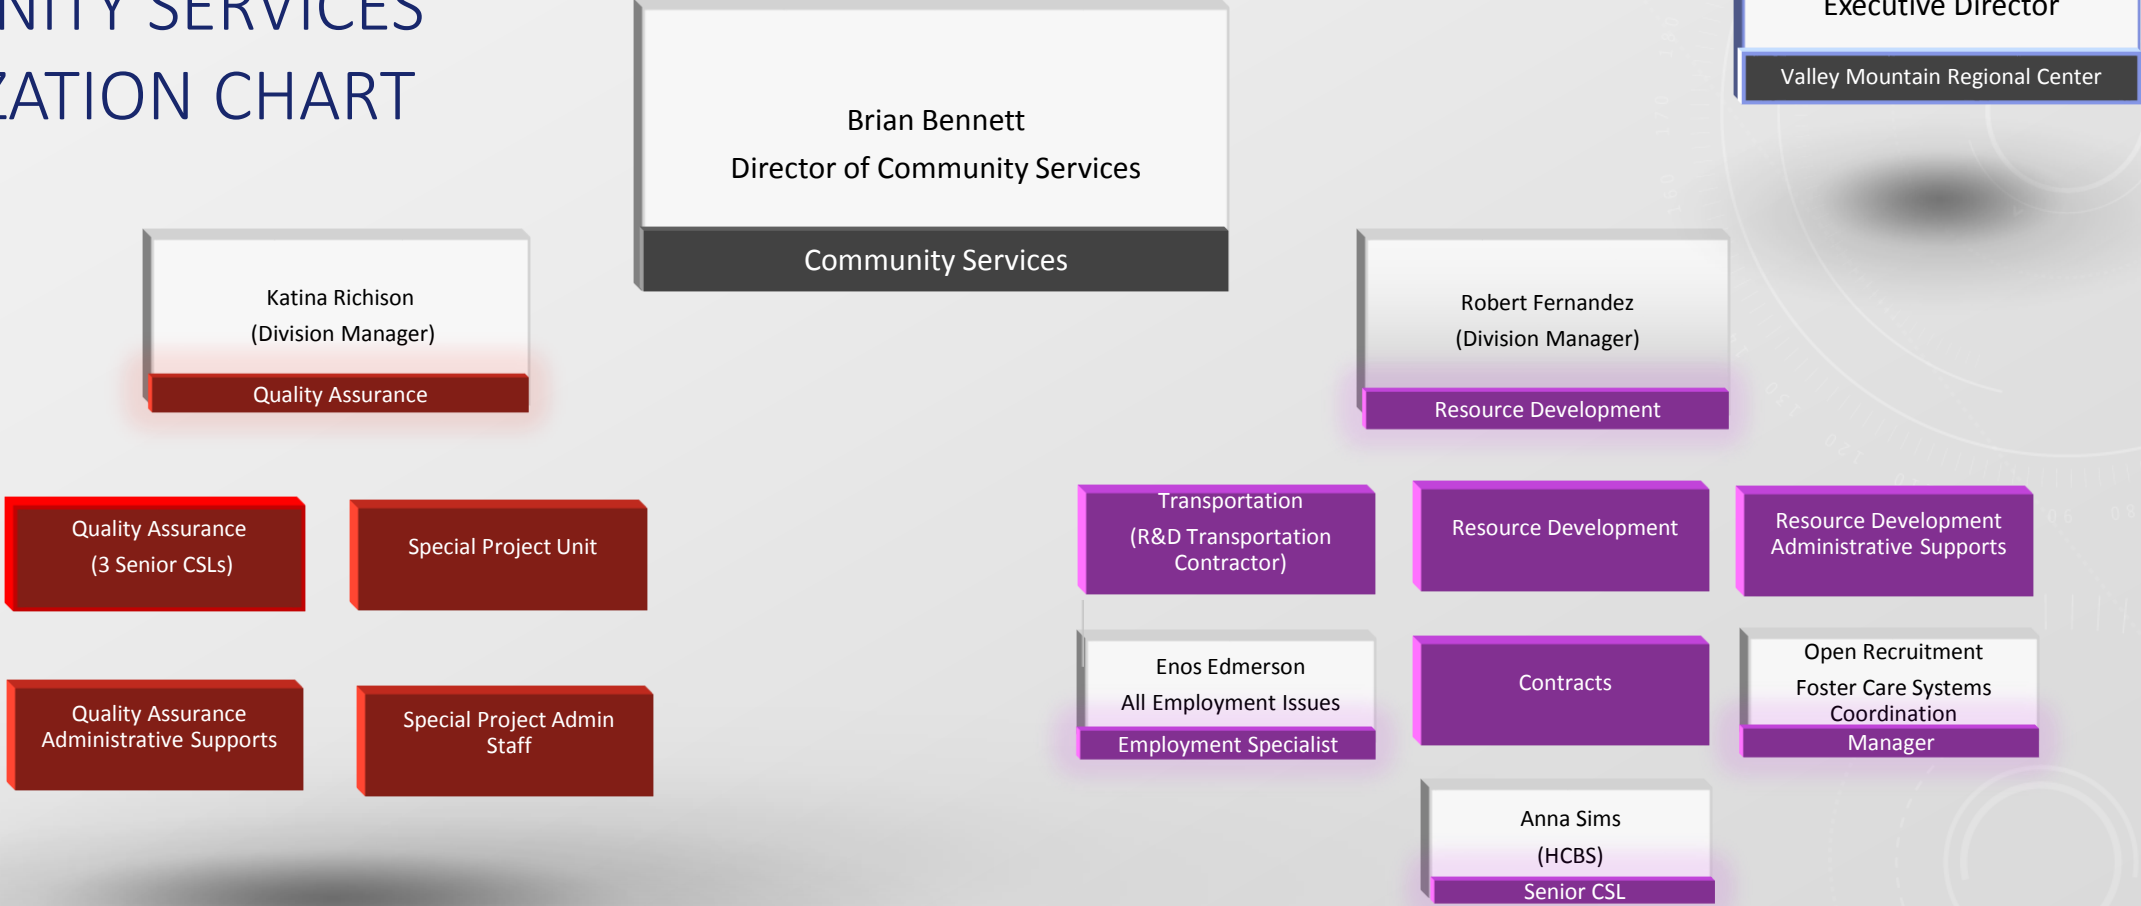 NITY SERVICES
ZATION CHART
Executive Director
Valley Mountain Regional Center
Brian Bennett
Director of Community Services
Community Services
Katina Richison
(Division Manager)
Quality Assurance
Robert Fernandez
(Division Manager)
Resource Development
Quality Assurance
(3 Senior CSLs)
Special Project Unit
Quality Assurance
Administrative Supports
Special Project Admin
Staff
Transportation
(R&D Transportation
Contractor)
Resource Development
Resource Development
Administrative Supports
Enos Edmerson
All Employment Issues
Employment Specialist
Contracts
Open Recruitment
Foster Care Systems
Coordination
Manager
Anna Sims
(HCBS)
Senior CSL